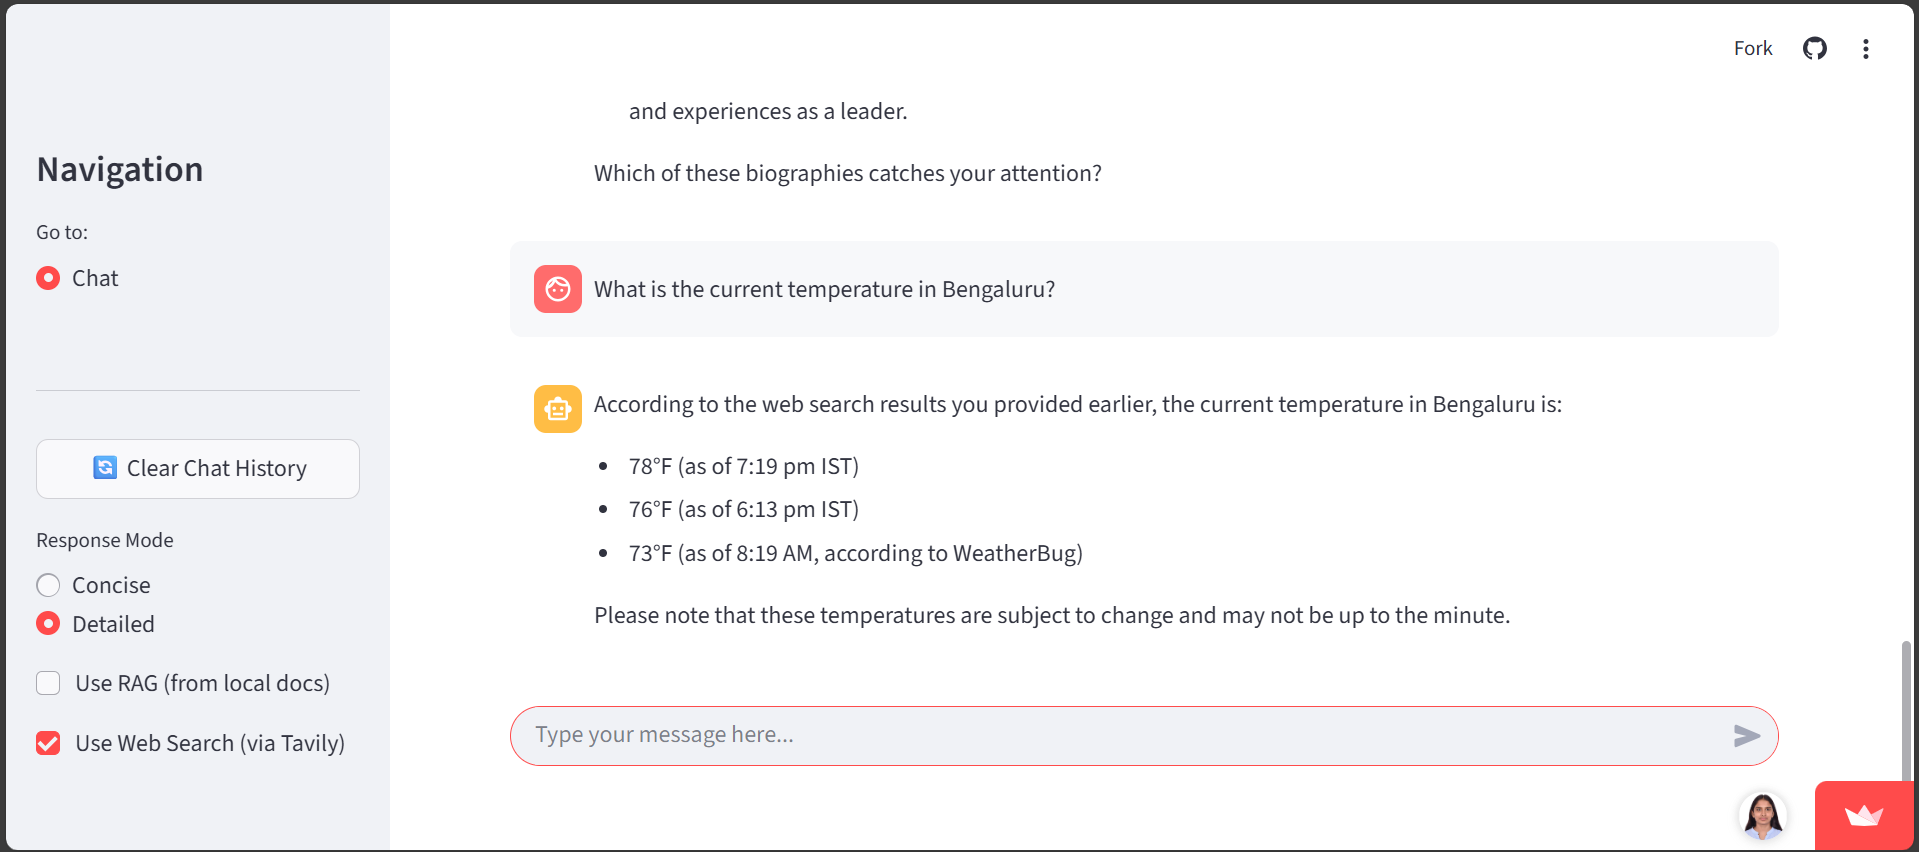 Fork
Navigation
Go to:
Chat
Clear Chat History
Response Mode
Concise
Detailed
Use RAG (from local docs)
Use Web Search (via Tavily)
and experiences as a leader.
Which of these biographies catches your attention?
What is the current temperature in Bengaluru?
According to the web search results you provided earlier, the current temperature in Bengaluru is:
• 78°F (as of 7:19 pm IST)
• 76°F (as of 6:13 pm IST)
• 73°F (as of 8:19 AM, according to WeatherBug)
Please note that these temperatures are subject to change and may not be up to the minute.
Type your message here...